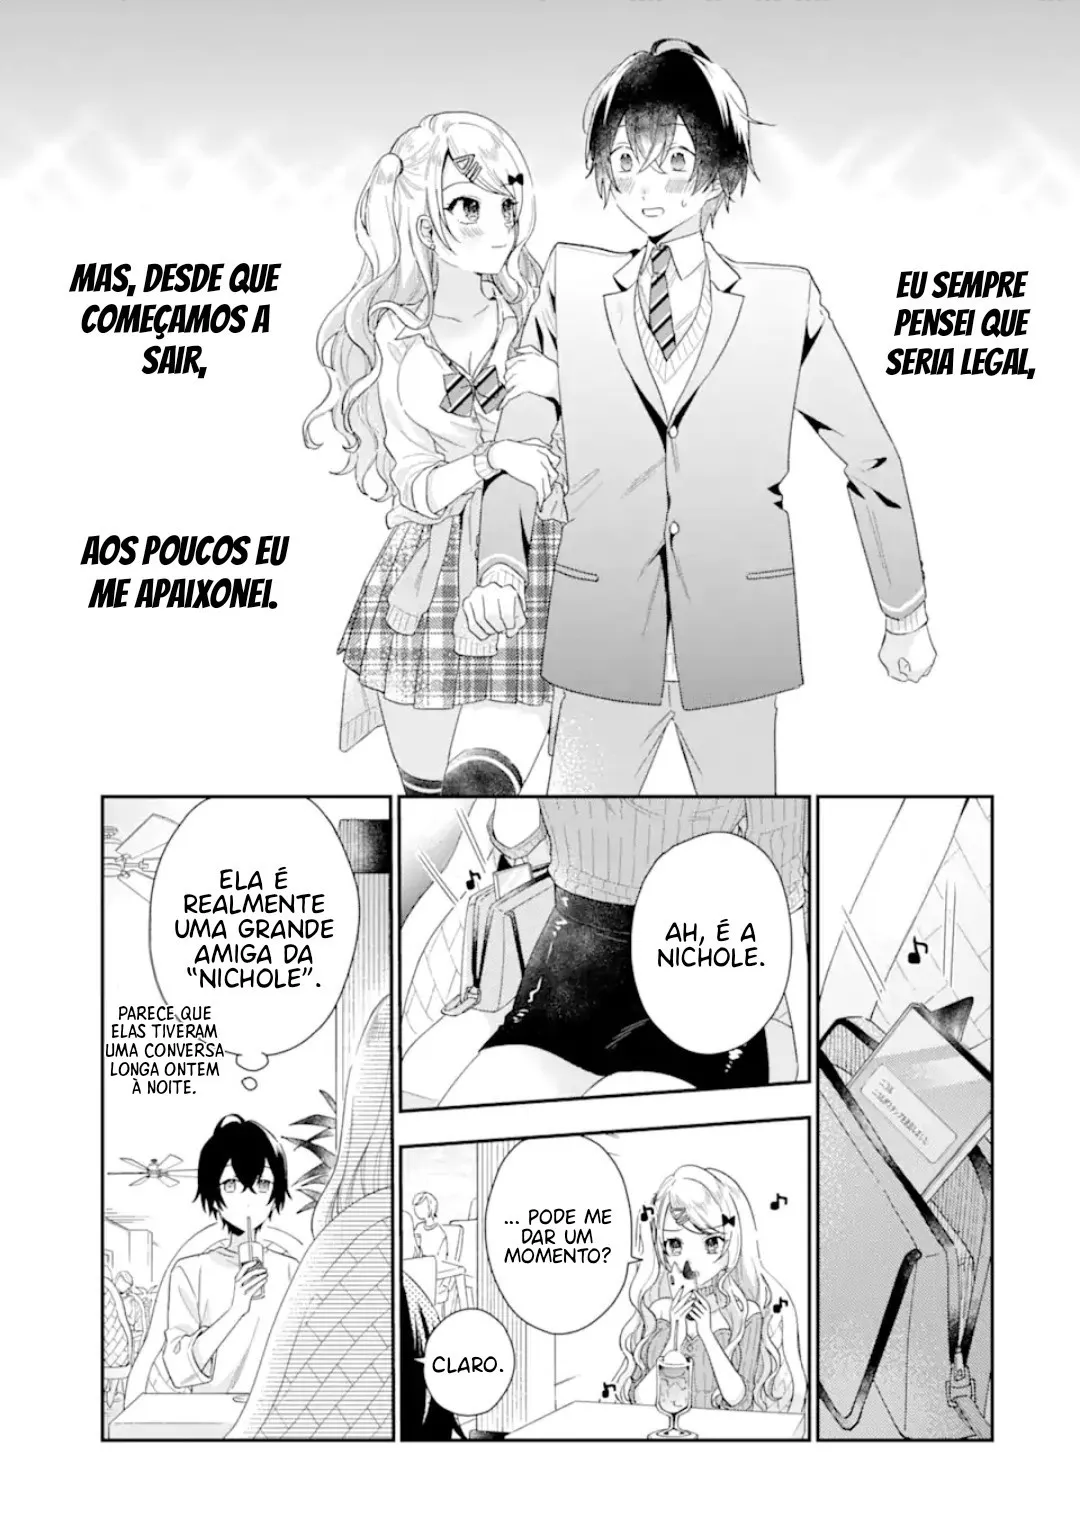 EU SEMPRE
PENSEI QUE
SERIA LEGAL,
MAS, DESDE QUE
COMEÇAMOS A
SAIR,
AOS POUCOS EU
ME APAIXONEI.
AH, É A
NICHOLE.
... PODE ME
DAR UM
MOMENTO?
CLARO.
ELA É
REALMENTE
UMA GRANDE
AMIGA DA
“NICHOLE”.
PARECE QUE
ELAS TIVERAM
UMA CONVERSA
LONGA ONTEM
À NOITE.